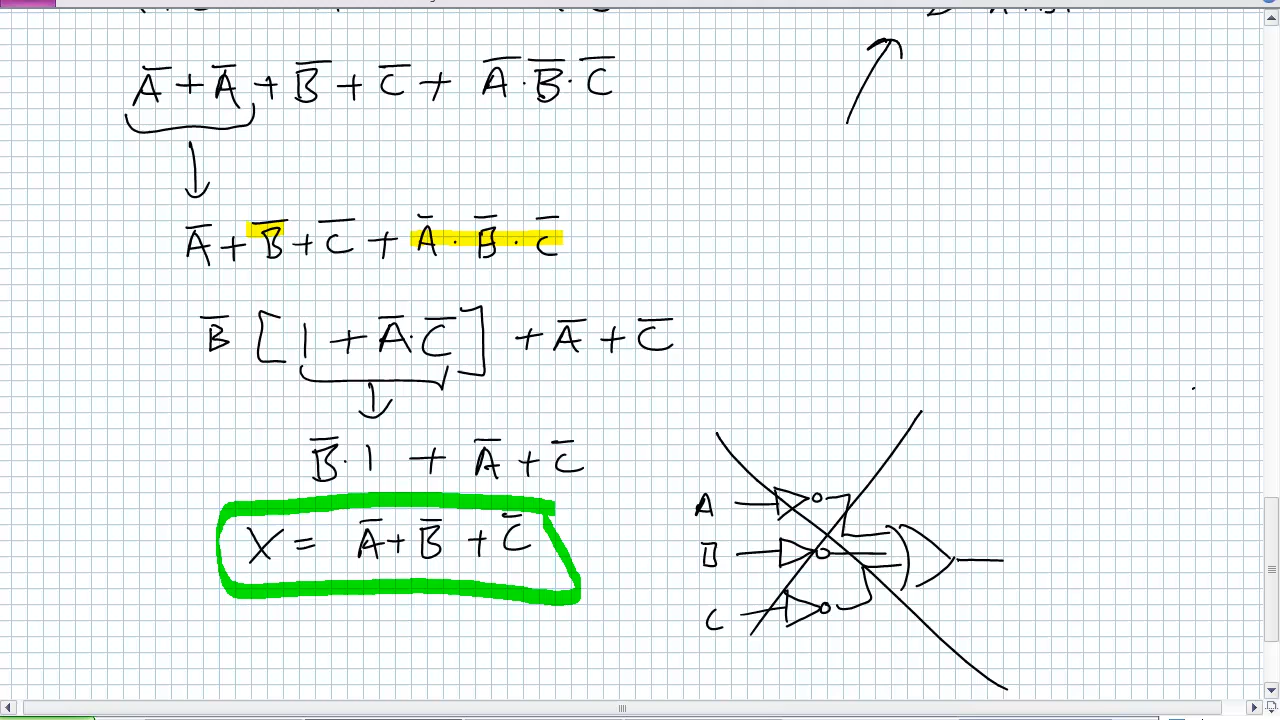 A̅ + A̅ + B̅ + C̅ + A̅ · B̅ · C̅
A̅ + B̅ + C̅ + A̅ · B̅ · C̅
B̅ [ 1 + A̅ · C̅ ] + A̅ + C̅
B̅ · 1 + A̅ + C̅
X = A̅ + B̅ + C̅
A
B
C